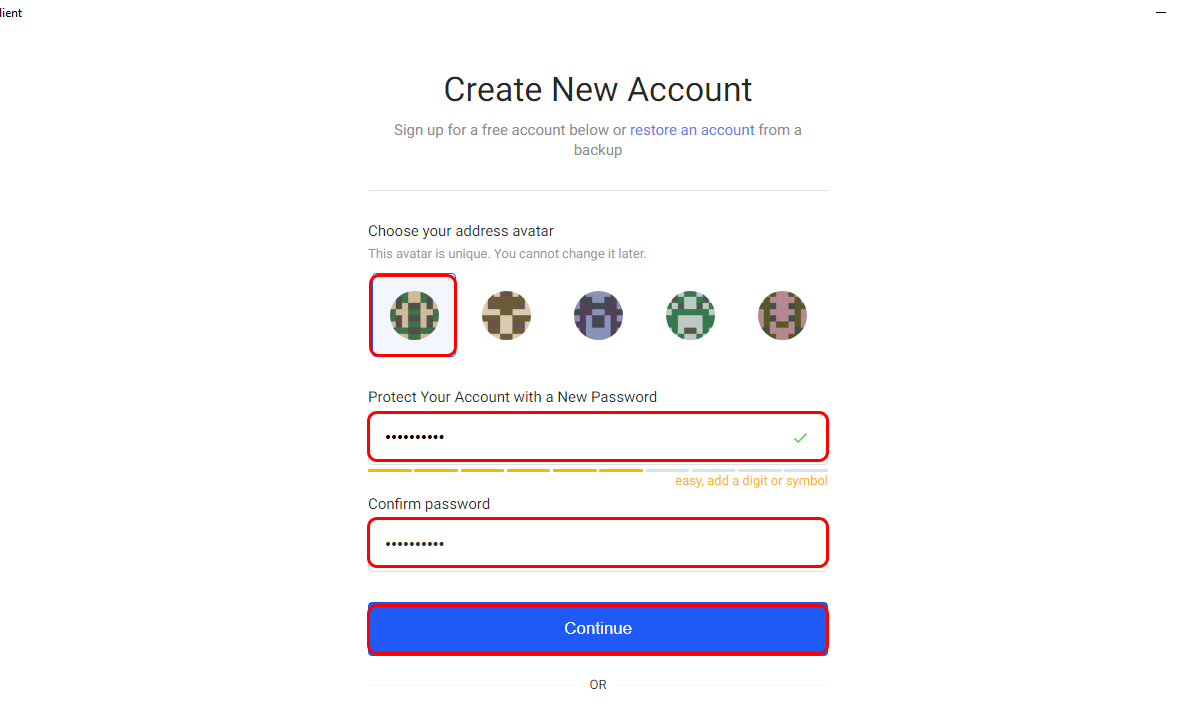 lient
Create New Account
Sign up for a free account below or restore an account from a
backup
Choose your address avatar
This avatar is unique. You cannot change it later.
Protect Your Account with a New Password
••••••••••
easy, add a digit or symbol
Confirm password
••••••••••
Continue
OR